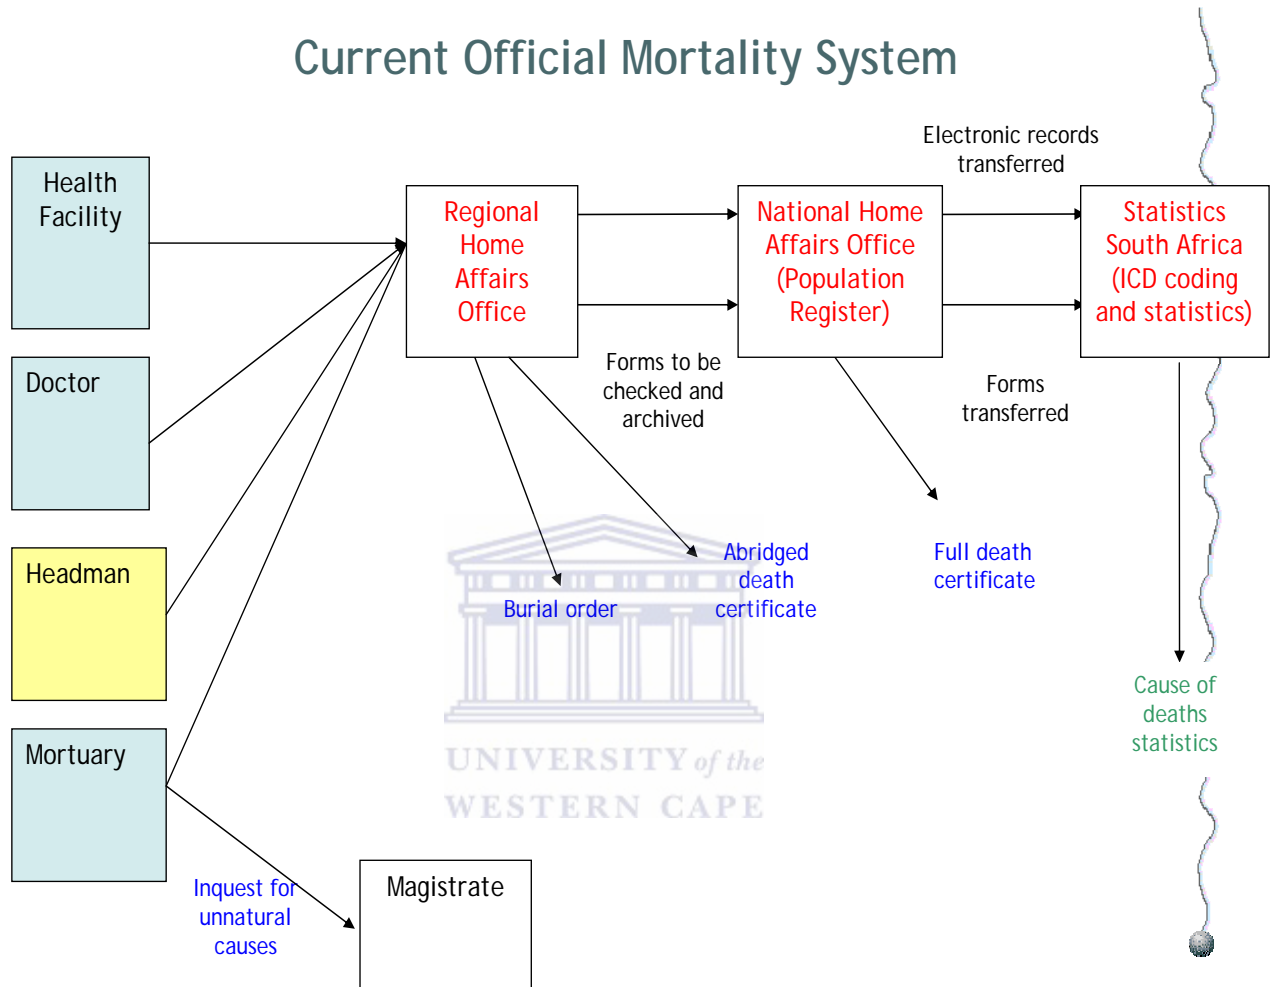 Current Official Mortality System
Electronic records
transferred
Health
Facility
Regional
Home
Affairs
Office
National Home
Affairs Office
(Population
Register)
Statistics
South Africa
(ICD coding
and statistics)
Forms to be
checked and
archived
Forms
transferred
Doctor
Headman
Mortuary
Burial order
Abridged
death
certificate
Full death
certificate
Cause of
deaths
statistics
UNIVERSITY of the
WESTERN CAPE
Inquest for
unnatural
causes
Magistrate